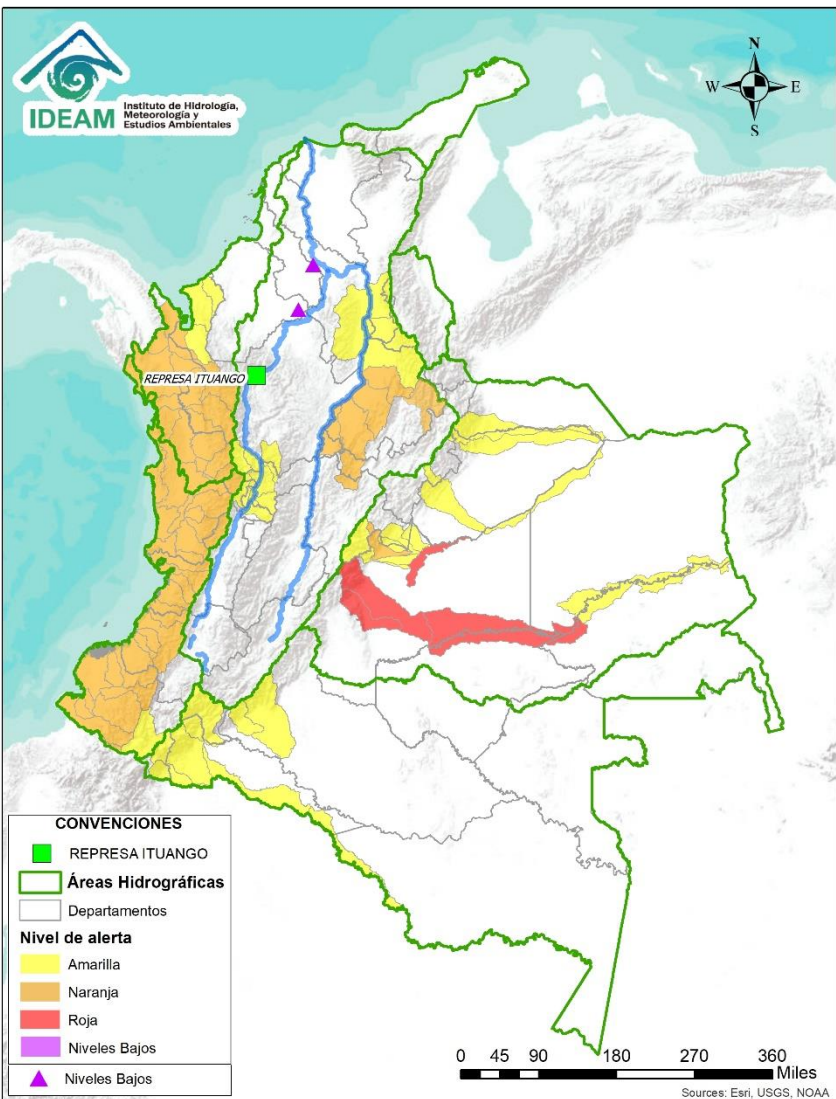 IDEAM
Instituto de Hidrología,
Meteorología y
Estudios Ambientales
N
W
E
S
REPRESA ITUANGO
CONVENCIONES
REPRESA ITUANGO
Áreas Hidrográficas
Departamentos
Nivel de alerta
Amarilla
Naranja
Roja
Niveles Bajos
Niveles Bajos
0 45 90 180 270 360
Miles
Sources: Esri, USGS, NOAA